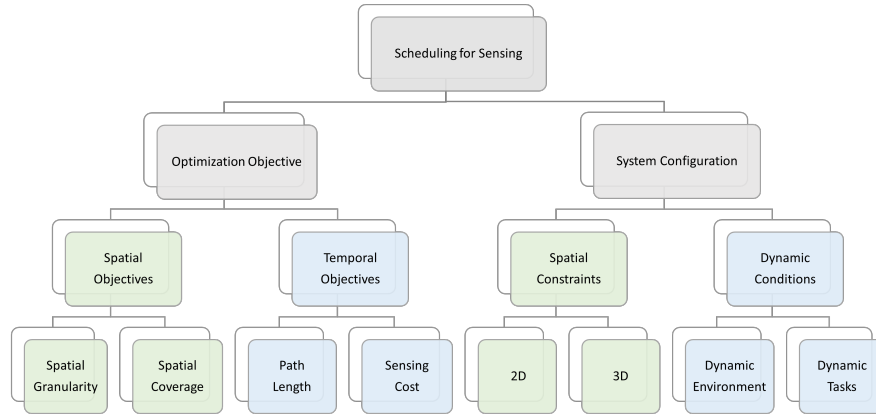 Scheduling for Sensing
Optimization Objective
System Configuration
Spatial
Objectives
Temporal
Objectives
Spatial
Constraints
Dynamic
Conditions
Spatial
Granularity
Spatial
Coverage
Path
Length
Sensing
Cost
2D
3D
Dynamic
Environment
Dynamic
Tasks